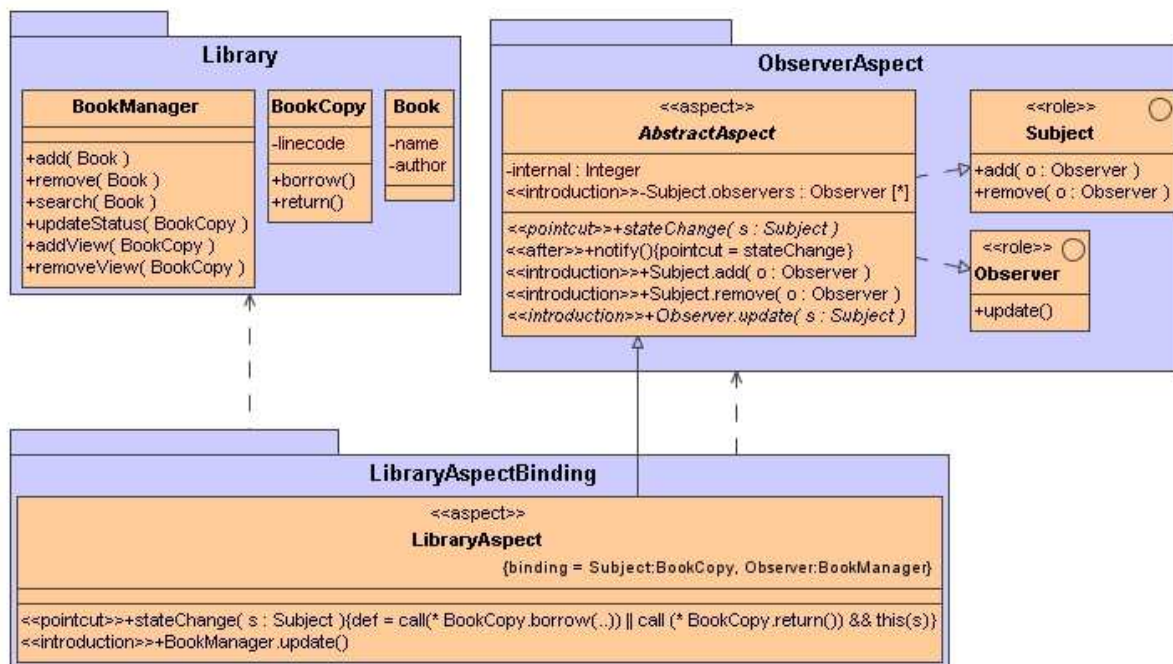 Library
BookManager
+add( Book )
+remove( Book )
+search( Book )
+updateStatus( BookCopy )
+addView( BookCopy )
+removeView( BookCopy )
BookCopy
-linecode
+borrow()
+return()
Book
-name
-author
ObserverAspect
<<aspect>>
AbstractAspect
-internal : Integer
<<introduction>>-Subject.observers : Observer [*]
<<pointcut>>+stateChange( s : Subject )
<<after>>+notify(){pointcut = stateChange}
<<introduction>>+Subject.add( o : Observer )
<<introduction>>+Subject.remove( o : Observer )
<<introduction>>+Observer.update( s : Subject )
<<role>>
Subject
+add( o : Observer )
+remove( o : Observer )
<<role>>
Observer
+update()
LibraryAspectBinding
<<aspect>>
LibraryAspect
{binding = Subject:BookCopy, Observer:BookManager}
<<pointcut>>+stateChange( s : Subject ){def = call(* BookCopy.borrow(..)) || call (* BookCopy.return()) && this(s)}
<<introduction>>+BookManager.update()